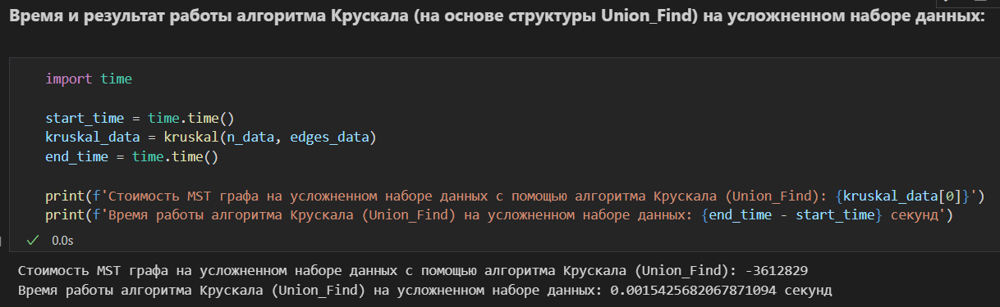 Время и результат работы алгоритма Крускала (на основе структуры Union_Find) на усложненном наборе данных:
import time
start_time = time.time()
kruskal_data = kruskal(n_data, edges_data)
end_time = time.time()
print(f'Стоимость MST графа на усложненном наборе данных с помощью алгоритма Крускала (Union_Find): {kruskal_data[0]}')
print(f'Время работы алгоритма Крускала (Union_Find) на усложненном наборе данных: {end_time - start_time} секунд')
0.0s
Стоимость MST графа на усложненном наборе данных с помощью алгоритма Крускала (Union_Find): -3612829
Время работы алгоритма Крускала (Union_Find) на усложненном наборе данных: 0.0015425682067871094 секунд